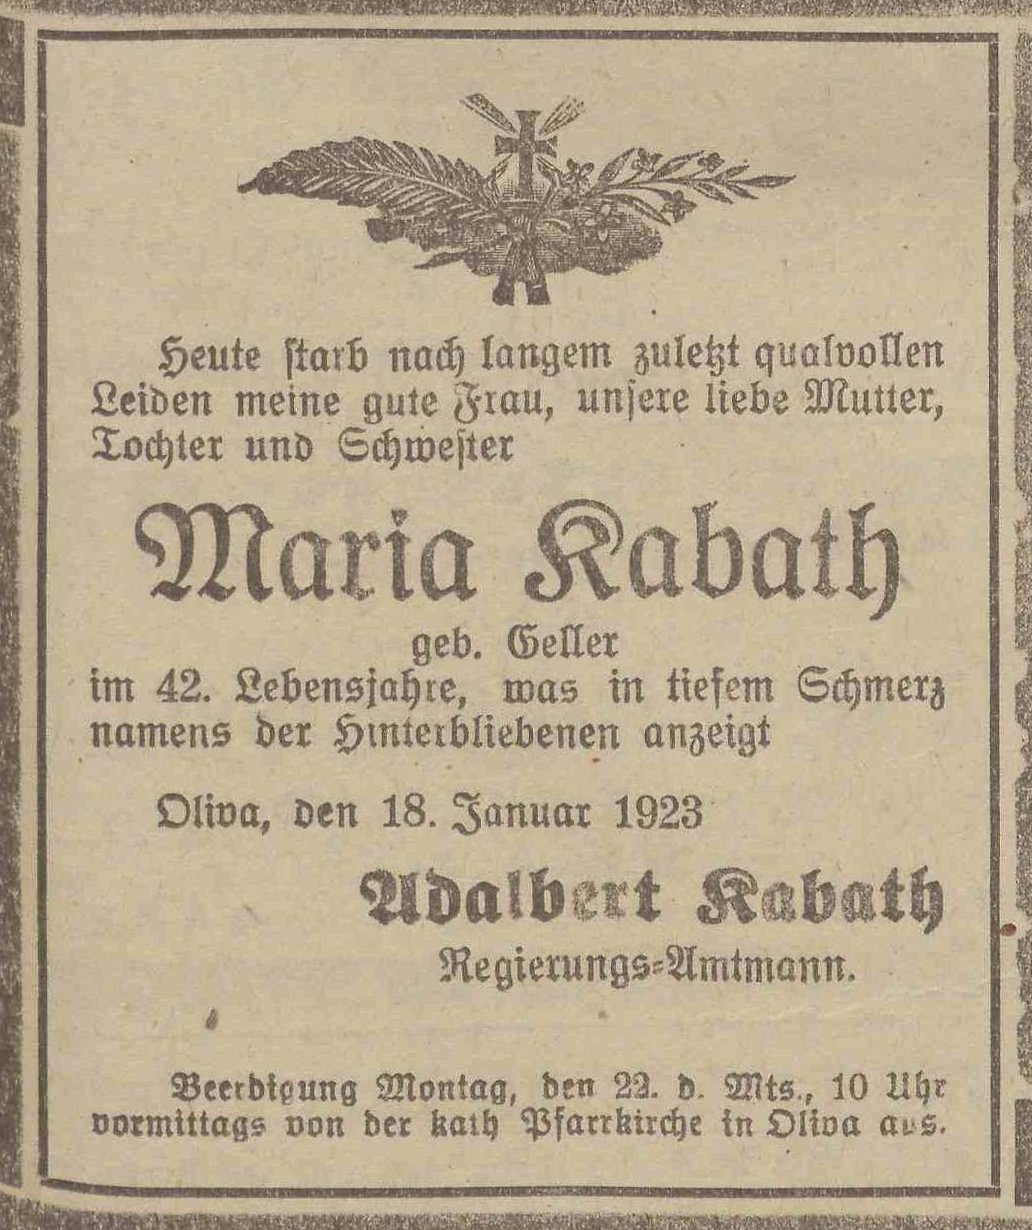 Heute starb nach langem zuletzt qualvollen
Leiden meine gute Frau, unsere liebe Mutter,
Tochter und Schwester
Maria Kabath
geb. Geller
im 42. Lebensjahre, was in tiefem Schmerz
namens der Hinterbliebenen anzeigt
Oliva, den 18. Januar 1923
Adalbert Kabath
Regierungs-Amtmann.
Beerdigung Montag, den 22. d. Mts., 10 Uhr
vormittags von der kath Pfarrkirche in Oliva aus.